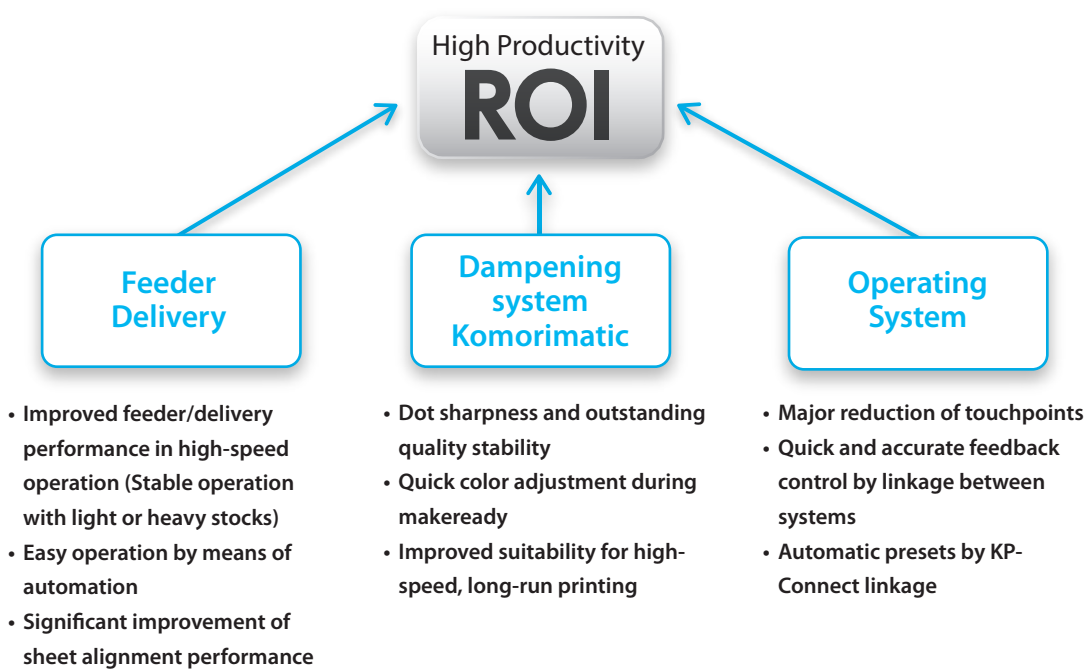 High Productivity
ROI
Feeder
Delivery
• Improved feeder/delivery
performance in high-speed
operation (Stable operation
with light or heavy stocks)
• Easy operation by means of
automation
• Significant improvement of
sheet alignment performance
Dampening
system
Komorimatic
• Dot sharpness and outstanding
quality stability
• Quick color adjustment during
makeready
• Improved suitability for high-
speed, long-run printing
Operating
System
• Major reduction of touchpoints
• Quick and accurate feedback
control by linkage between
systems
• Automatic presets by KP-
Connect linkage